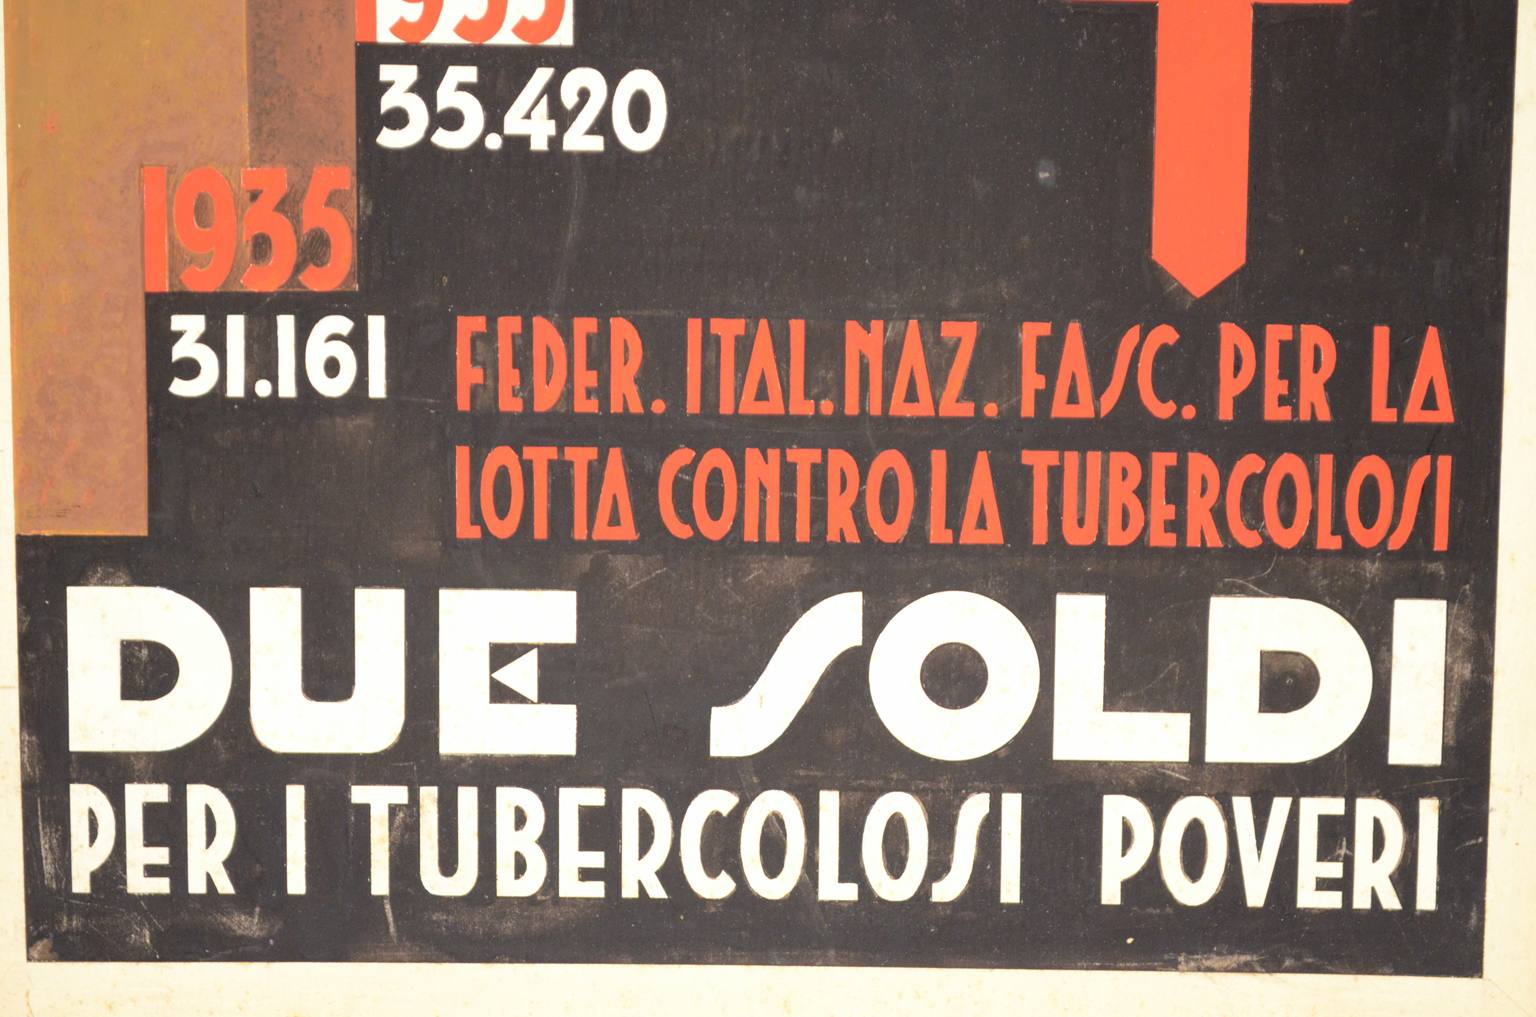 35.420
1935
31.161
FEDER. ITAL. NAZ. FASC. PER LA
LOTTA CONTRO LA TUBERCOLOSI
DUE SOLDI
PER I TUBERCOLOSI POVERI